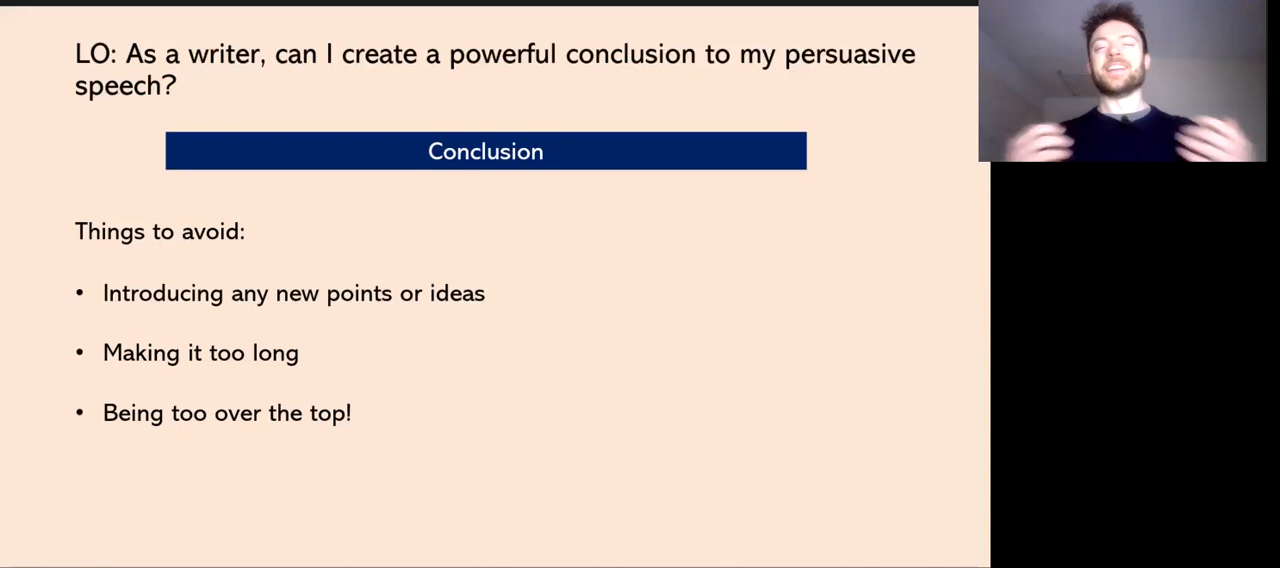 LO: As a writer, can I create a powerful conclusion to my persuasive
speech?
Conclusion
Things to avoid:
• Introducing any new points or ideas
• Making it too long
• Being too over the top!